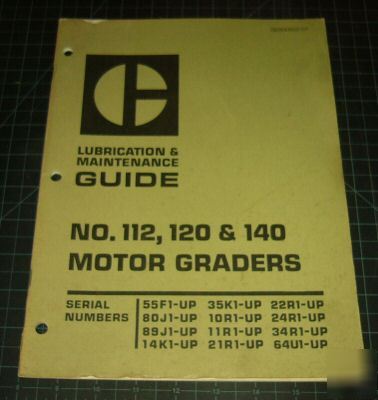 LUBRICATION &
MAINTENANCE
GUIDE
NO. 112, 120 & 140
MOTOR GRADERS
SERIAL NUMBERS
55F1-UP 35K1-UP 22R1-UP
80J1-UP 10R1-UP 24R1-UP
89J1-UP 11R1-UP 34R1-UP
14K1-UP 21R1-UP 64U1-UP